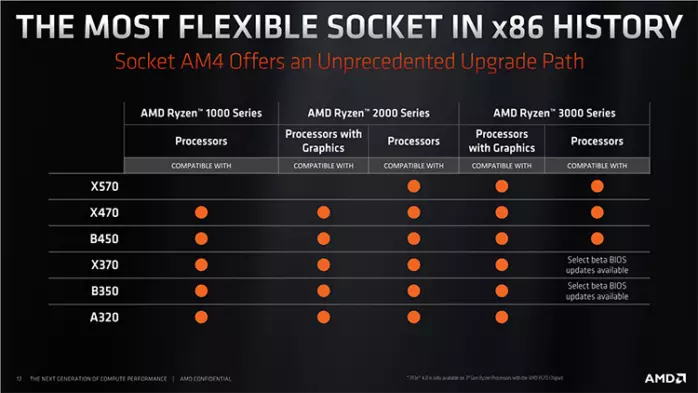 THE MOST FLEXIBLE SOCKET IN x86 HISTORY
Socket AM4 Offers an Unprecedented Upgrade Path
AMD Ryzen™ 1000 Series AMD Ryzen™ 2000 Series AMD Ryzen™ 3000 Series
Processors Processors with Graphics Processors Processors with Graphics Processors
COMPATIBLE WITH COMPATIBLE WITH COMPATIBLE WITH COMPATIBLE WITH COMPATIBLE WITH
X570
X470
B450
X370 Select beta BIOS updates available
B350 Select beta BIOS updates available
A320
THE NEXT GENERATION OF COMPUTE PERFORMANCE | AMD CONFIDENTIAL
AMD